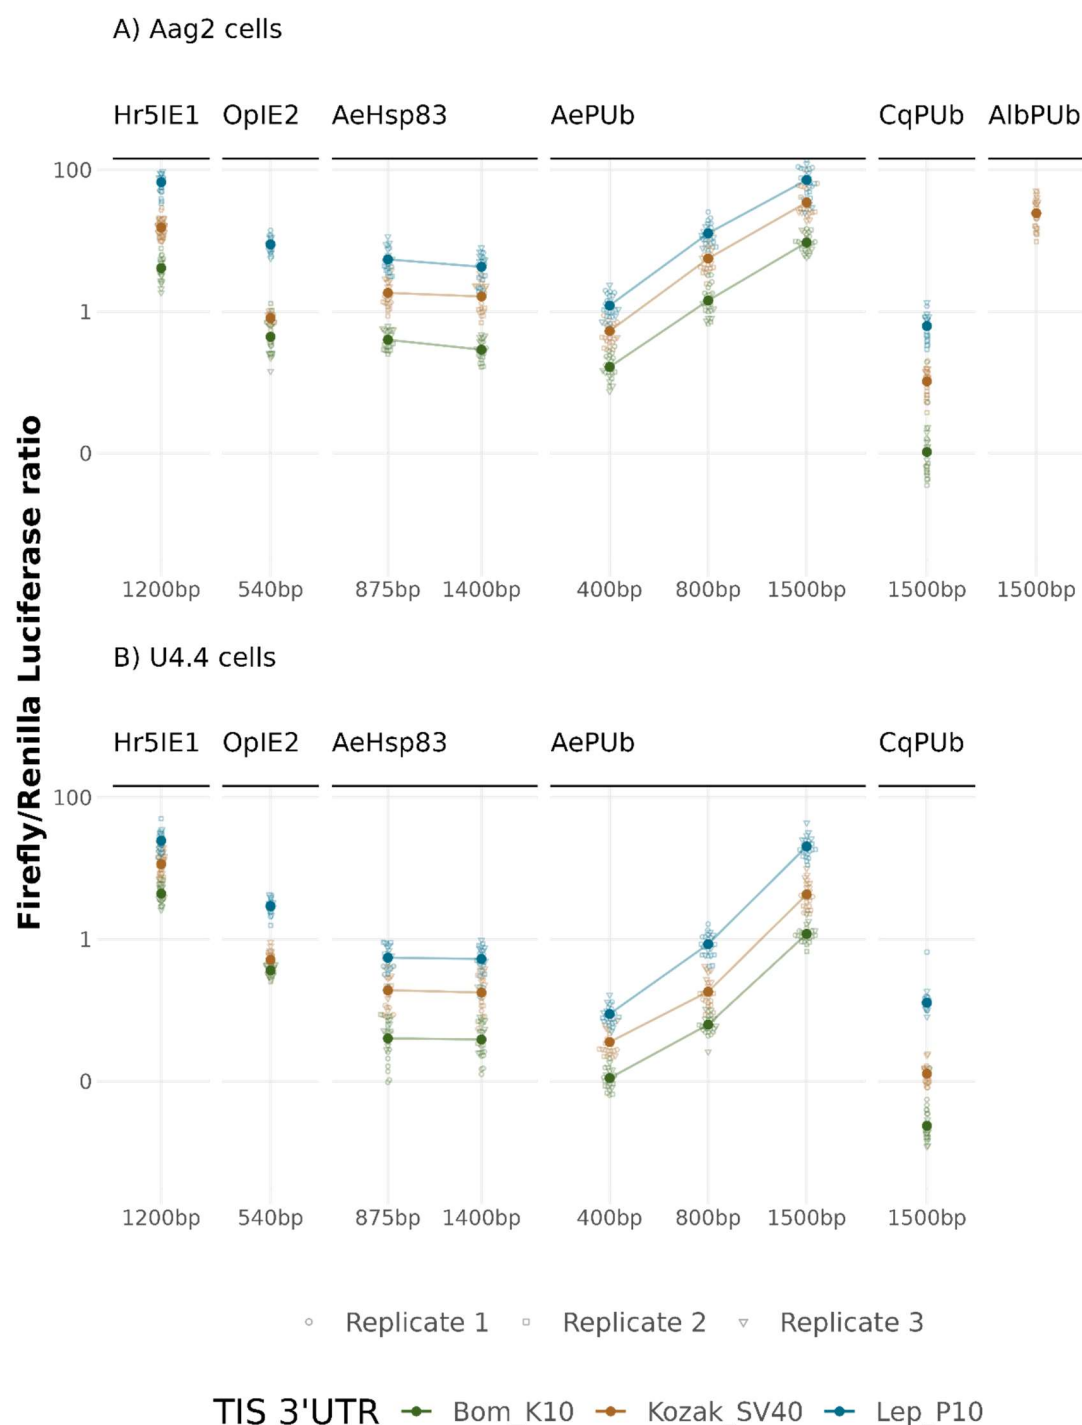 A) Aag2 cells
Hr5IE1 OpIE2 AeHsp83 AePUb CqPUb AlbPUb
100
1
0
1200bp 540bp 875bp 1400bp 400bp 800bp 1500bp 1500bp 1500bp
Firefly/Renilla Luciferase ratio
B) U4.4 cells
Hr5IE1 OpIE2 AeHsp83 AePUb CqPUb
100
1
0
1200bp 540bp 875bp 1400bp 400bp 800bp 1500bp 1500bp
Replicate 1 Replicate 2 Replicate 3
TIS 3'UTR Bom K10 Kozak SV40 Lep P10